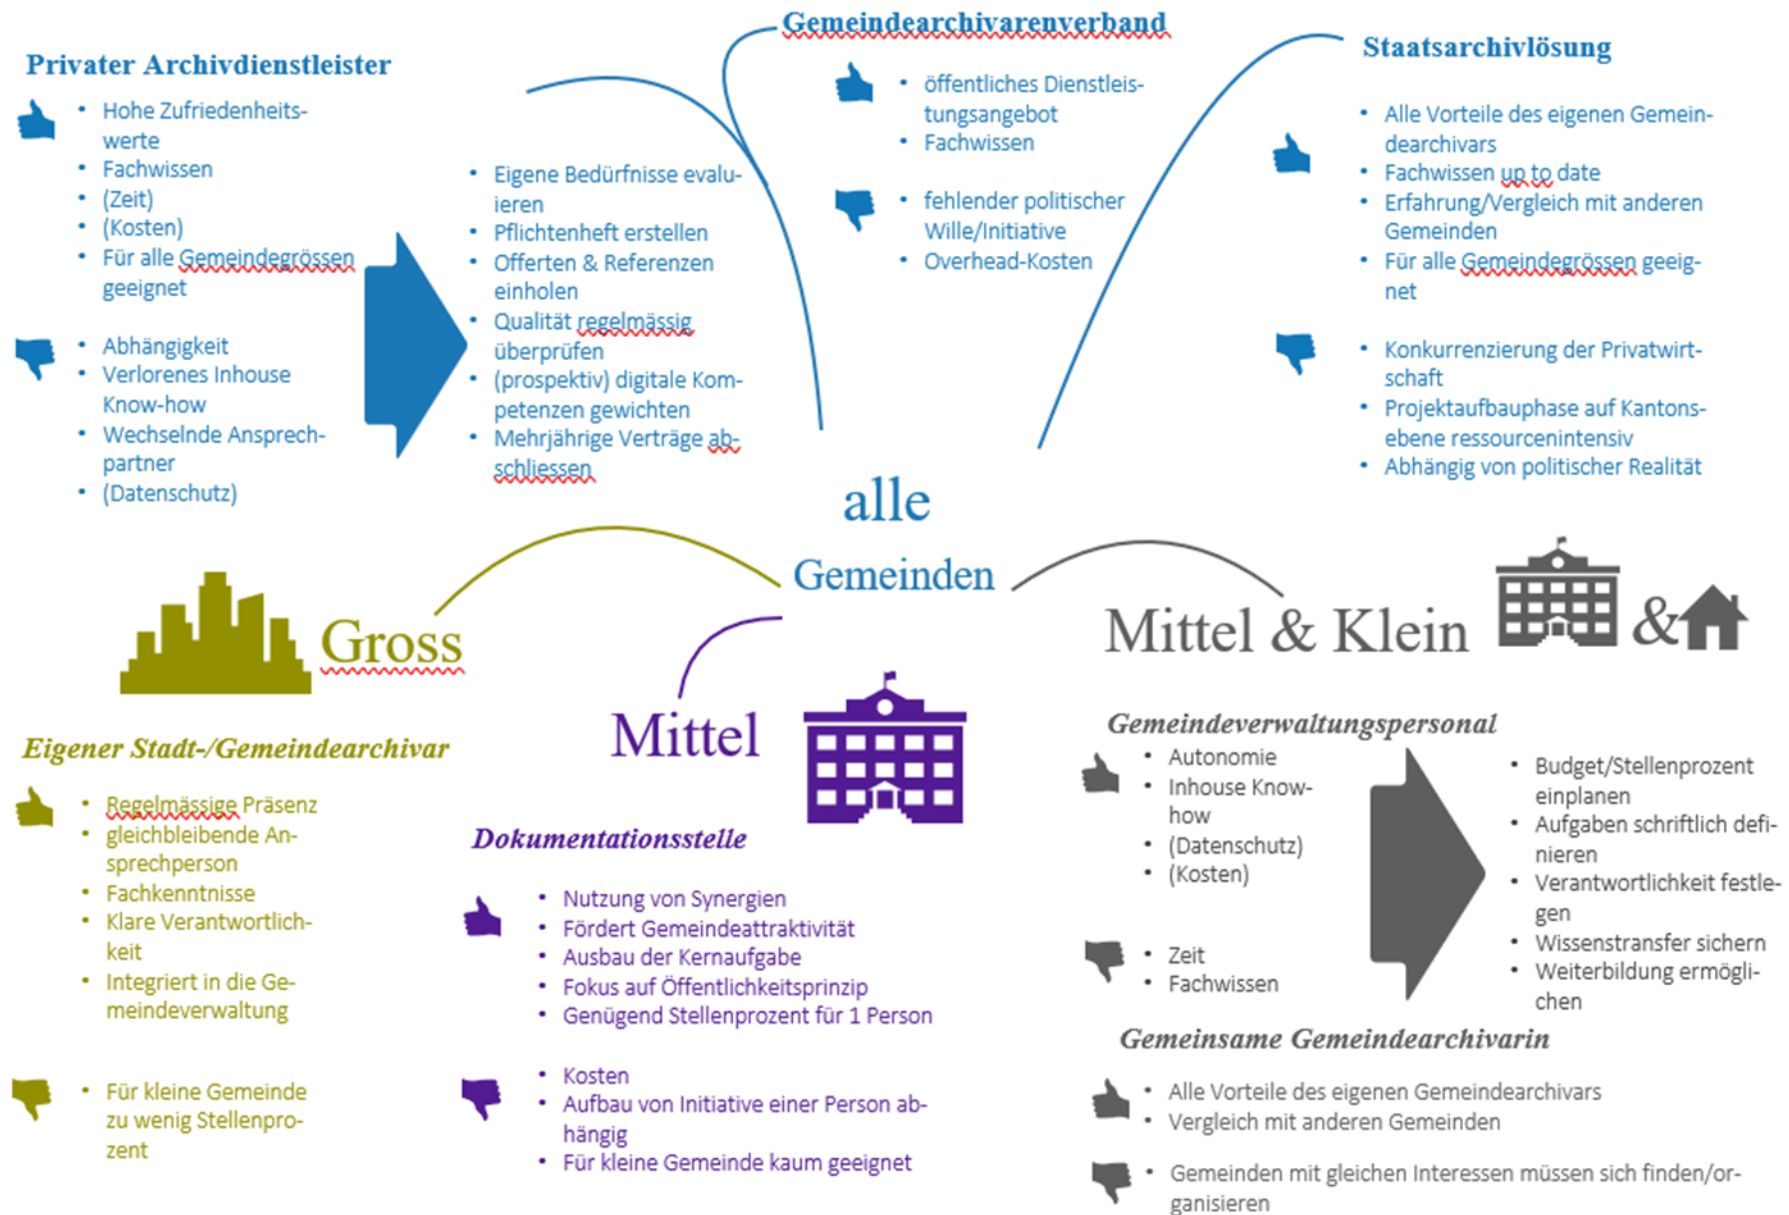 Privater Archivdienstleister
• Hohe Zufriedenheits-
werte
• Fachwissen
• (Zeit)
• (Kosten)
• Für alle Gemeindegrössen
geeignet
• Abhängigkeit
• Verlorenes Inhouse
Know-how
• Wechselnde Ansprech-
partner
• (Datenschutz)
• Eigene Bedürfnisse evalu-
ieren
• Pflichtenheft erstellen
• Offerten & Referenzen
einholen
• Qualität regelmässig
überprüfen
• (prospektiv) digitale Kom-
petenzen gewichten
• Mehrjährige Verträge ab-
schliessen
Gemeindearchivarenverband
• öffentliches Dienstleis-
tungsangebot
• Fachwissen
• fehlender politischer
Wille/Initiative
• Overhead-Kosten
Staatsarchivlösung
• Alle Vorteile des eigenen Gemein-
dearchivars
• Fachwissen up to date
• Erfahrung/Vergleich mit anderen
Gemeinden
• Für alle Gemeindegrössen geeig-
net
• Konkurrenzierung der Privatwirt-
schaft
• Projektaufbauphase auf Kantons-
ebene ressourcenintensiv
• Abhängig von politischer Realität
alle
Gemeinden
Gross
Eigener Stadt-/Gemeindearchivar
• Regelmässige Präsenz
• gleichbleibende An-
sprechperson
• Fachkenntnisse
• Klare Verantwortlich-
keit
• Integriert in die Ge-
meindeverwaltung
• Für kleine Gemeinde
zu wenig Stellenpro-
zent
Mittel
Dokumentationsstelle
• Nutzung von Synergien
• Fördert Gemeindeattraktivität
• Ausbau der Kernaufgabe
• Fokus auf Öffentlichkeitsprinzip
• Genügend Stellenprozent für 1 Person
• Kosten
• Aufbau von Initiative einer Person ab-
hängig
• Für kleine Gemeinde kaum geeignet
Mittel & Klein &
Gemeindeverwaltungspersonal
• Autonomie
• Inhouse Know-
how
• (Datenschutz)
• (Kosten)
• Zeit
• Fachwissen
• Budget/Stellenprozent
einplanen
• Aufgaben schriftlich defi-
nieren
• Verantwortlichkeit festle-
gen
• Wissenstransfer sichern
• Weiterbildung ermögli-
chen
Gemeinsame Gemeindearchivarin
• Alle Vorteile des eigenen Gemeindearchivars
• Vergleich mit anderen Gemeinden
• Gemeinden mit gleichen Interessen müssen sich finden/or-
ganisieren